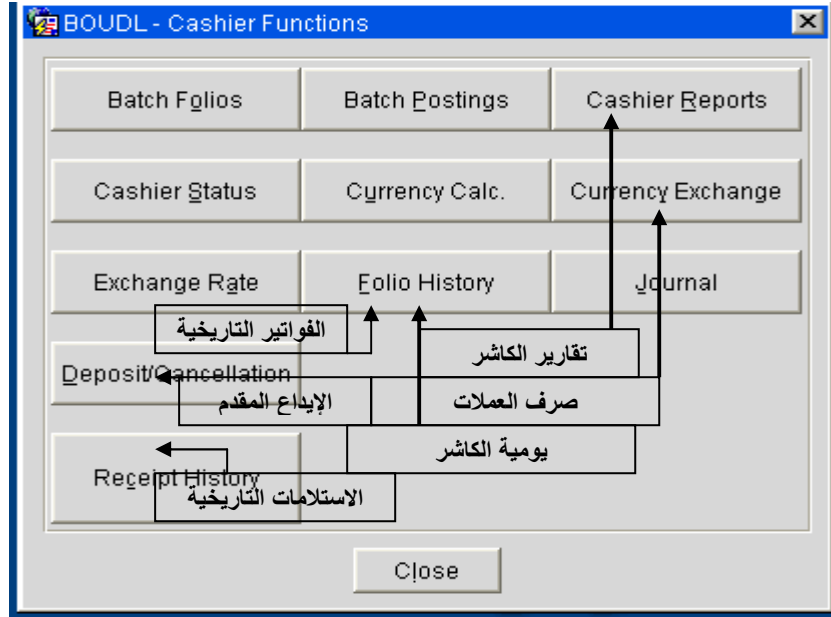 BOUDL - Cashier Functions
Batch Folios
Batch Postings
Cashier Reports
Cashier Status
Currency Calc.
Currency Exchange
Exchange Rate
Folio History
Journal
الفواتير التاريخية
تقارير الكاشر
Deposit/Cancellation
الإيداع المقدم
صرف العملات
يومية الكاشر
Receipt History
الاستلامات التاريخية
Close